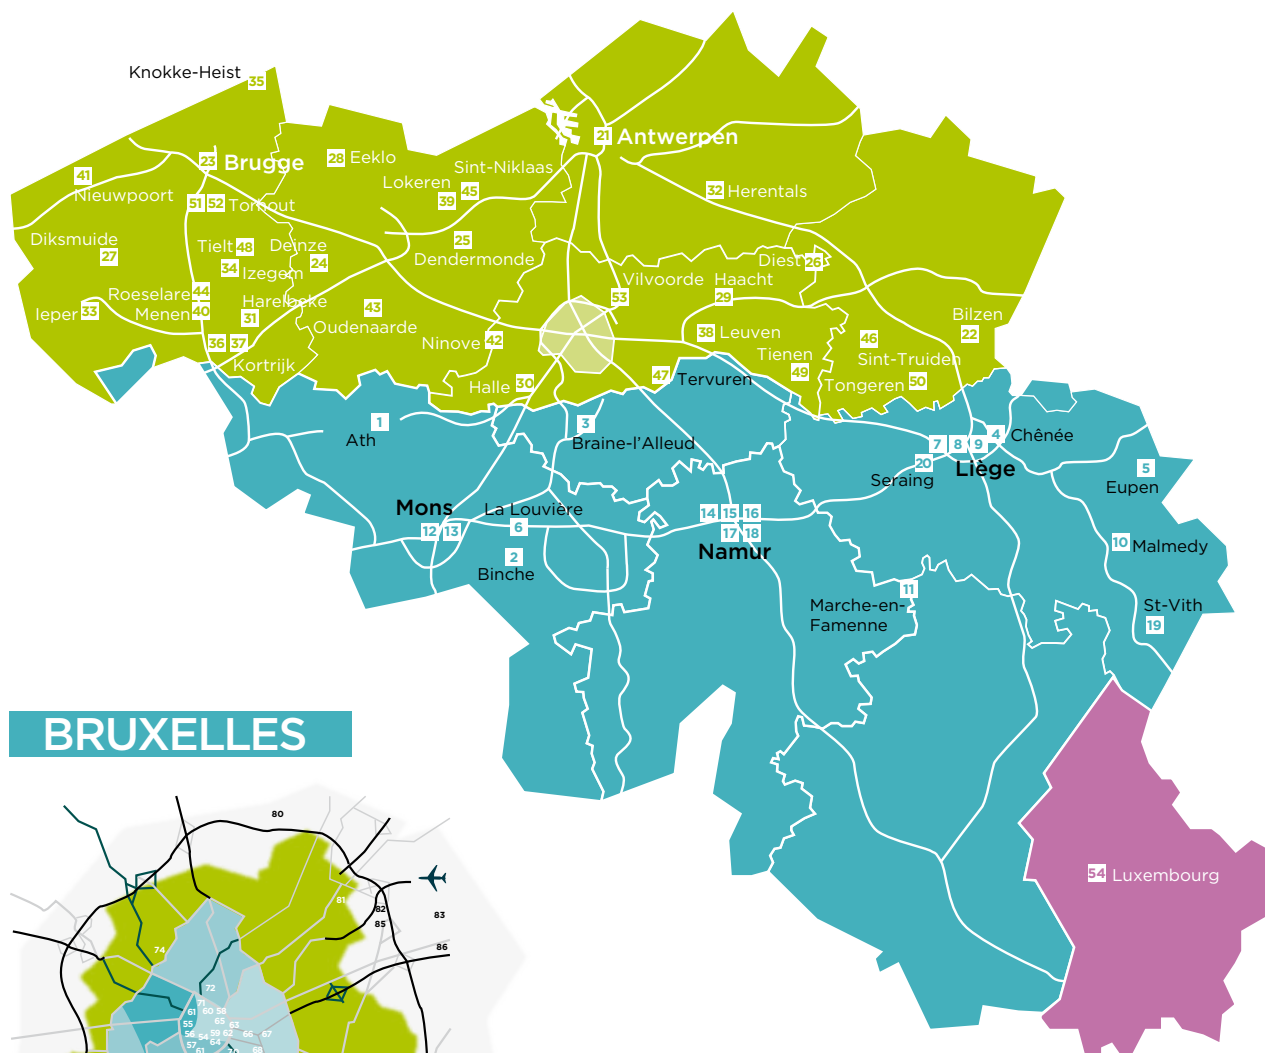 Knokke-Heist
35
21 Antwerpen
23 Brugge
28 Eeklo
Sint-Niklaas
41
Nieuwpoort
Lokeren
45
39
32 Herentals
51 52 Torhout
Diksmuide
27
Tielt 48
Deinze
24
25
Dendermonde
34 Izegem
Diest 26
Vilvoorde
53
Haacht
29
Roeselare 44
Menen 40
Harelbeke
31
Ieper 33
43
Oudenaarde
Bilzen
22
38 Leuven
46
Sint-Truiden
36 37
Kortrijk
Ninove 42
Tienen
49
Halle 30
47 Tervuren
Tongeren 50
1
Ath
3
Braine-l’Alleud
7 8 9
4 Chênée
20
Seraing
Liège
5
Eupen
Mons
12 13
La Louvière
6
14 15 16
17 18
Namur
2
Binche
10 Malmedy
11
Marche-en-
Famenne
St-Vith
19
BRUXELLES
54 Luxembourg
80
81
82
83
85
86
74
72
71
61 60 58
55
65
63
56 54 59 62 66 67
57
64
61
70
68